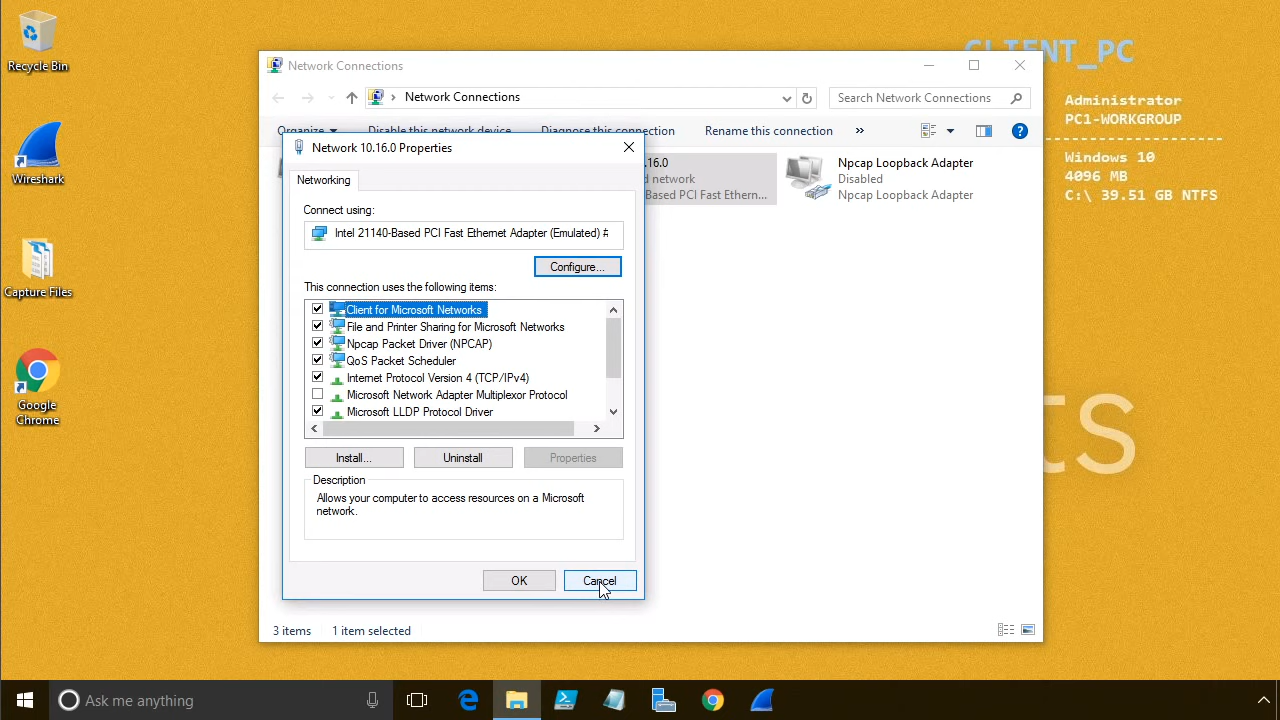 Recycle Bin
Wireshark
Capture Files
Google
Chrome
CLIENT_PC
Administrator
PC1-WORKGROUP
Windows 10
4096 MB
C:\ 39.51 GB NTFS
ts
Network Connections
Network Connections
Search Network Connections
Organize
Disable this network device
Diagnose this connection
Rename this connection
»
.16.0
d network
Based PCI Fast Ethern...
Npcap Loopback Adapter
Disabled
Npcap Loopback Adapter
Network 10.16.0 Properties
Networking
Connect using:
Intel 21140-Based PCI Fast Ethernet Adapter (Emulated) #
Configure...
This connection uses the following items:
Client for Microsoft Networks
File and Printer Sharing for Microsoft Networks
Npcap Packet Driver (NPCAP)
QoS Packet Scheduler
Internet Protocol Version 4 (TCP/IPv4)
Microsoft Network Adapter Multiplexor Protocol
Microsoft LLDP Protocol Driver
Install...
Uninstall
Properties
Description
Allows your computer to access resources on a Microsoft
network.
OK
Cancel
3 items
1 item selected
Ask me anything